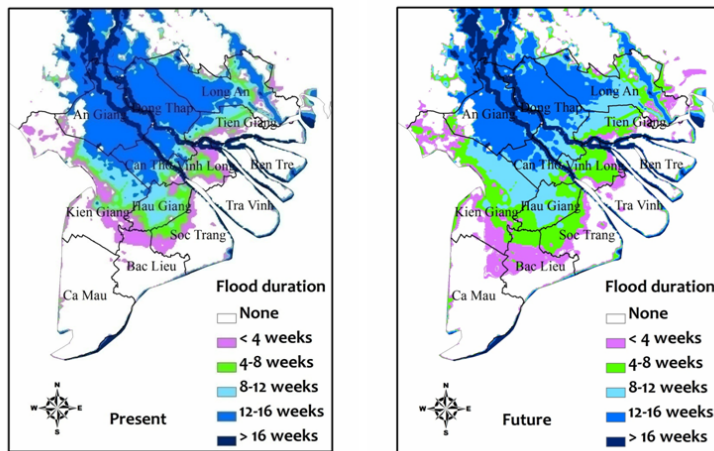 Long An
An Giang
Dong Thap
Tien Giang
Can Tho
Vinh Long
Ben Tre
Kien Giang
Hau Giang
Tra Vinh
Soc Trang
Bac Lieu
Ca Mau
Flood duration
None
< 4 weeks
4-8 weeks
8-12 weeks
12-16 weeks
> 16 weeks
N
W E
S
Present
Long An
An Giang
Dong Thap
Tien Giang
Can Tho
Vinh Long
Ben Tre
Kien Giang
Hau Giang
Tra Vinh
Soc Trang
Bac Lieu
Ca Mau
Flood duration
None
< 4 weeks
4-8 weeks
8-12 weeks
12-16 weeks
> 16 weeks
N
W E
S
Future